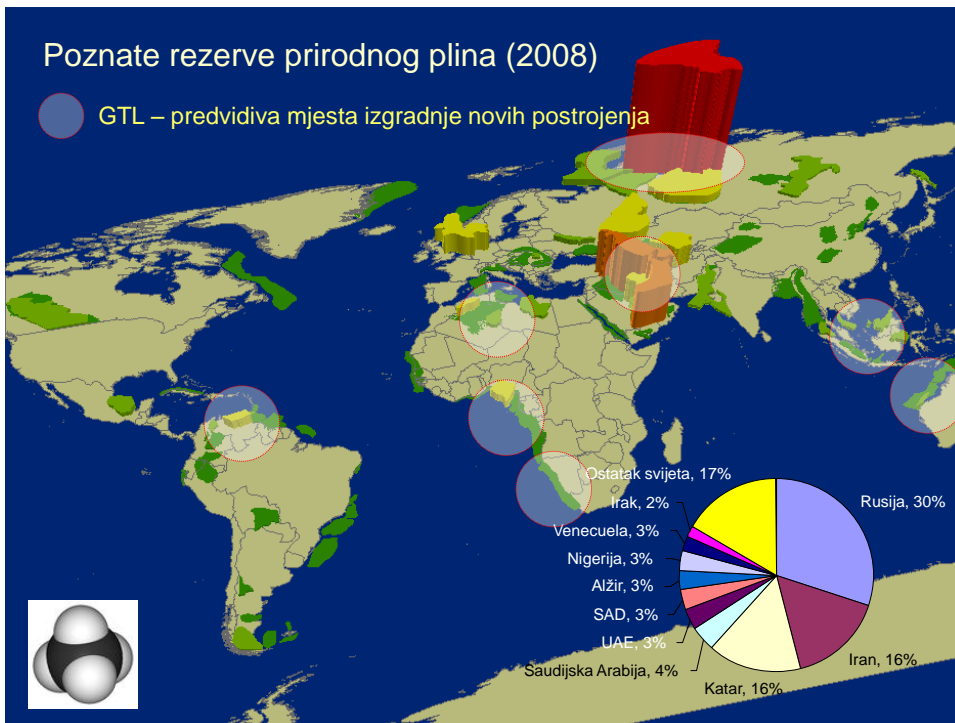 Poznate rezerve prirodnog plina (2008)
GTL – predvidiva mjesta izgradnje novih postrojenja
Ostatak svijeta, 17%
Rusija, 30%
Irak, 2%
Venecuela, 3%
Nigerija, 3%
Alžir, 3%
SAD, 3%
UAE, 3%
Saudijska Arabija, 4%
Katar, 16%
Iran, 16%